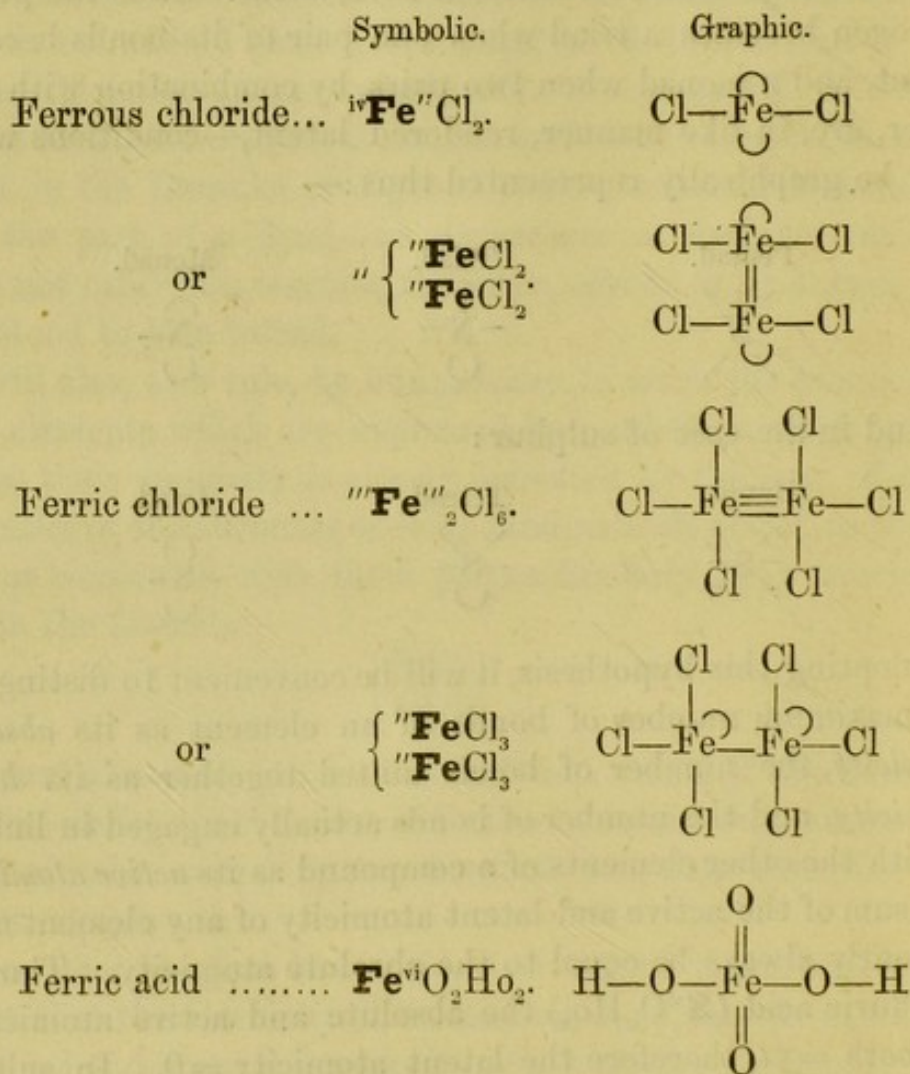 Symbolic. Graphic.
Ferrous chloride... ivFe″Cl₂. Cl—Fe—Cl
Cl—Fe—Cl
or ″ { ″FeCl₂. ″FeCl₂ ||
Cl—Fe—Cl
Cl Cl
Ferric chloride ... ‴Fe‴₂Cl₆. Cl—Fe≡Fe—Cl
Cl Cl
Cl Cl
or { ″FeCl₃ ″FeCl₃. Cl—Fe—Fe—Cl
Cl Cl
O
Ferric acid ......... FeviO₂Ho₂. H—O—Fe—O—H
O